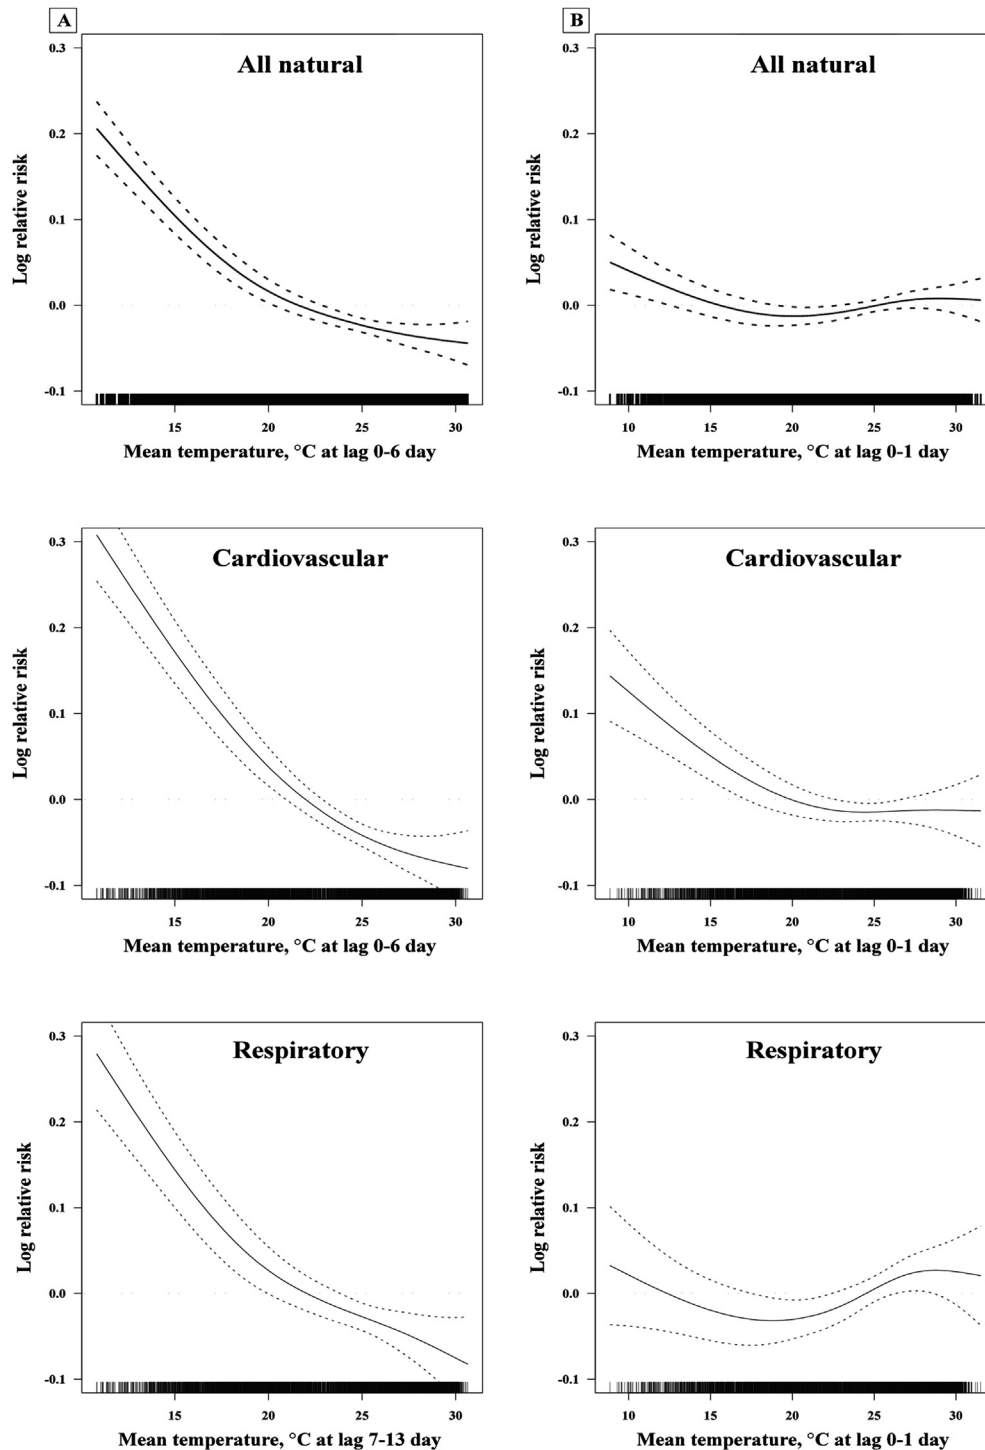 A
All natural
Log relative risk
0.3
0.2
0.1
0.0
-0.1
15
20
25
30
Mean temperature, °C at lag 0-6 day
B
All natural
Log relative risk
0.3
0.2
0.1
0.0
-0.1
10
15
20
25
30
Mean temperature, °C at lag 0-1 day
Cardiovascular
Log relative risk
0.3
0.2
0.1
0.0
-0.1
15
20
25
30
Mean temperature, °C at lag 0-6 day
Cardiovascular
Log relative risk
0.3
0.2
0.1
0.0
-0.1
10
15
20
25
30
Mean temperature, °C at lag 0-1 day
Respiratory
Log relative risk
0.3
0.2
0.1
0.0
-0.1
15
20
25
30
Mean temperature, °C at lag 7-13 day
Respiratory
Log relative risk
0.3
0.2
0.1
0.0
-0.1
10
15
20
25
30
Mean temperature, °C at lag 0-1 day